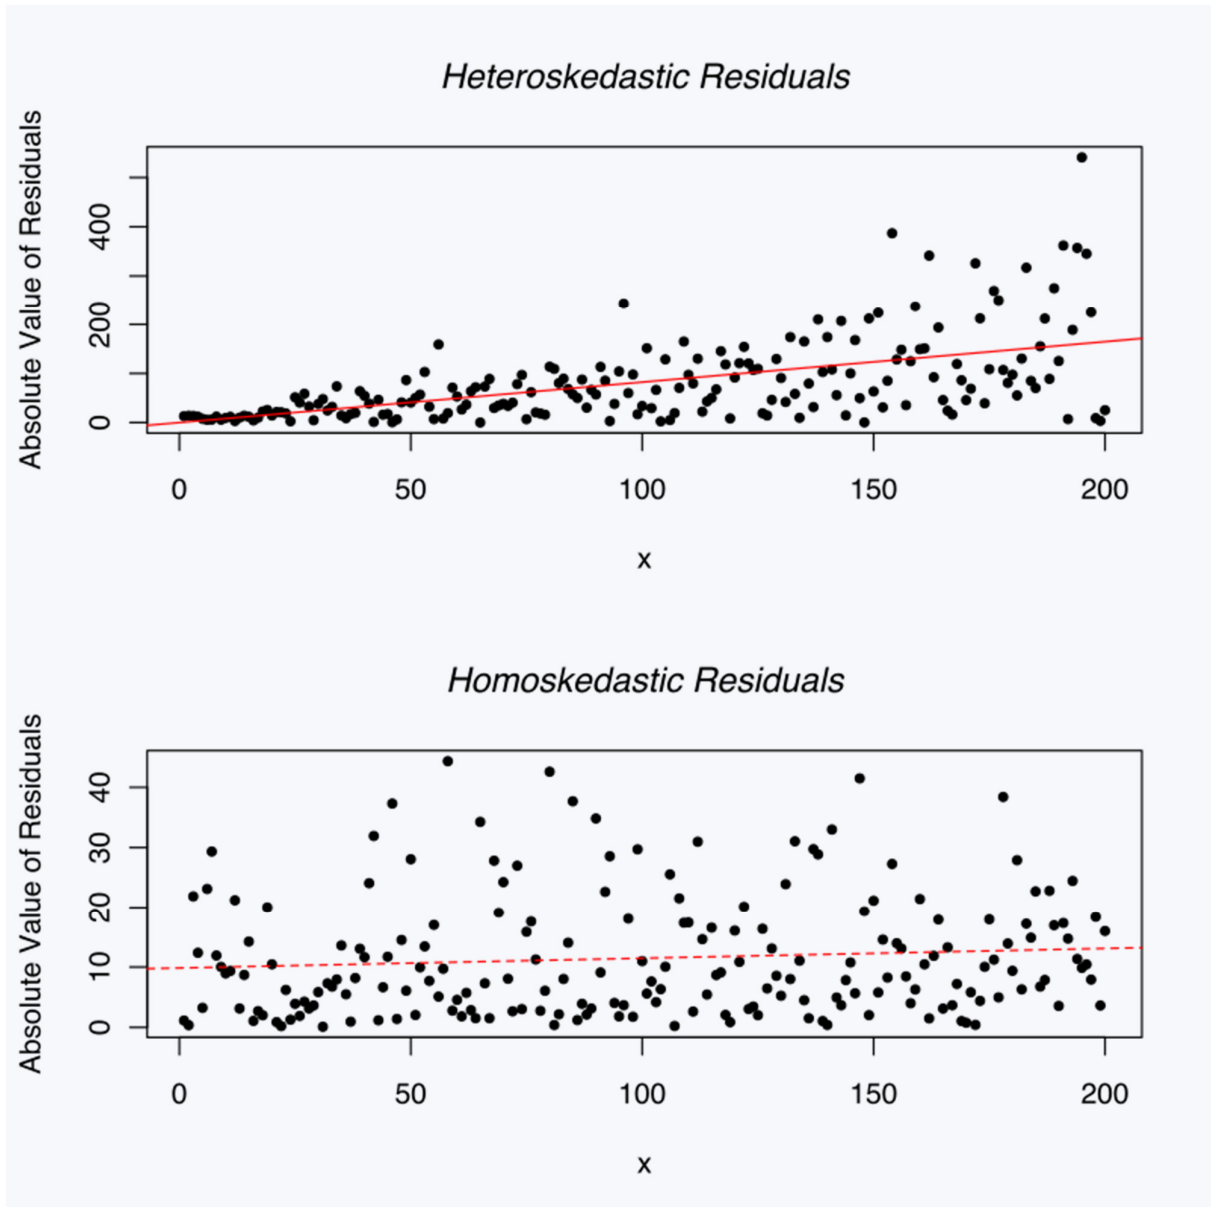 Heteroskedastic Residuals
Absolute Value of Residuals
400
200
0
0 50 100 150 200
x
Homoskedastic Residuals
Absolute Value of Residuals
40
30
20
10
0
0 50 100 150 200
x